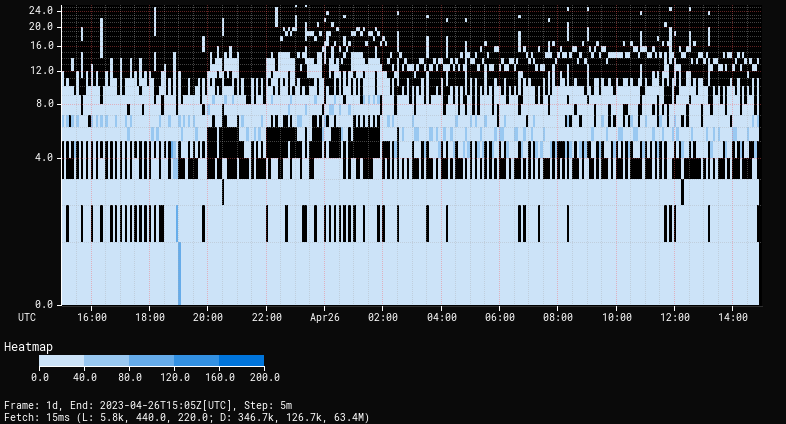 24.0
20.0
16.0
12.0
8.0
4.0
0.0
UTC 16:00 18:00 20:00 22:00 Apr26 02:00 04:00 06:00 08:00 10:00 12:00 14:00
Heatmap
0.0 40.0 80.0 120.0 160.0 200.0
Frame: 1d, End: 2023-04-26T15:05Z[UTC], Step: 5m
Fetch: 15ms (L: 5.8k, 440.0, 220.0; D: 346.7k, 126.7k, 63.4M)